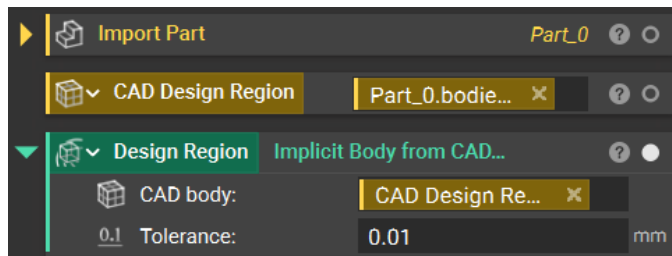 Import Part Part_0 ?
CAD Design Region Part_0.bodie... × ?
Design Region Implicit Body from CAD... ?
CAD body: CAD Design Re... ×
0.1 Tolerance: 0.01 mm